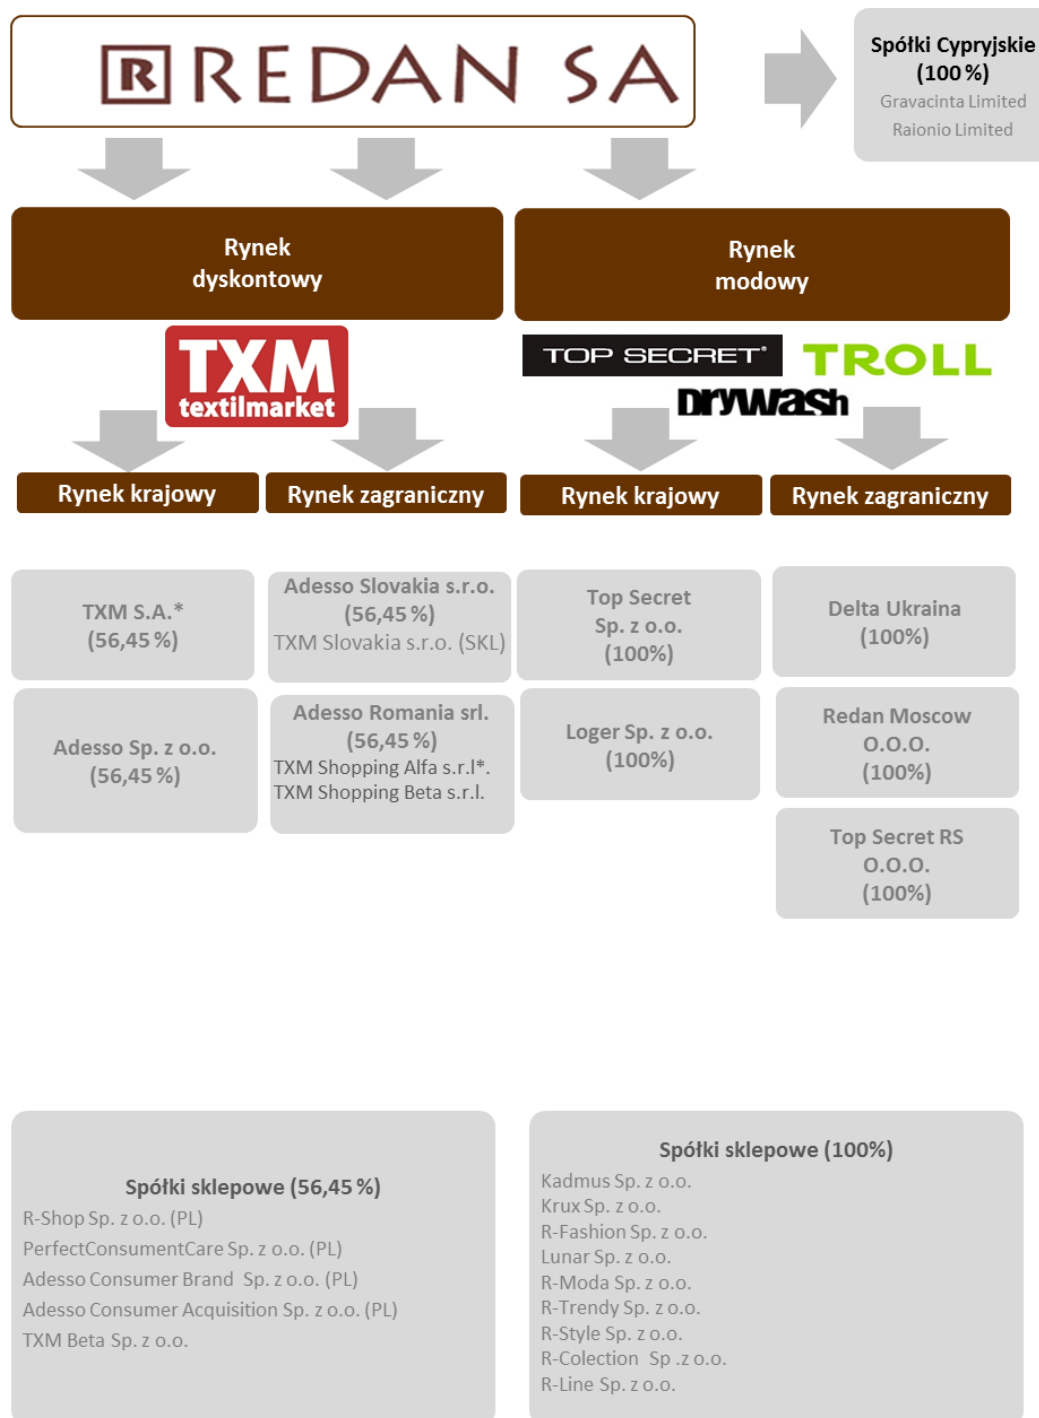 R REDAN SA
Spółki Cypryjskie
(100 %)
Gravacinta Limited
Raionio Limited
Rynek
dyskontowy
Rynek
modowy
TXM
textilmarket
TOP SECRET®
TROLL
DRYWASH
Rynek krajowy
Rynek zagraniczny
Rynek krajowy
Rynek zagraniczny
TXM S.A.*
(56,45 %)
Adesso Slovakia s.r.o.
(56,45 %)
TXM Slovakia s.r.o. (SKL)
Top Secret
Sp. z o.o.
(100%)
Delta Ukraina
(100%)
Adesso Sp. z o.o.
(56,45 %)
Adesso Romania srl.
(56,45 %)
TXM Shopping Alfa s.r.l*.
TXM Shopping Beta s.r.l.
Loger Sp. z o.o.
(100%)
Redan Moscow
O.O.O.
(100%)
Top Secret RS
O.O.O.
(100%)
Spółki sklepowe (56,45 %)
R-Shop Sp. z o.o. (PL)
PerfectConsumentCare Sp. z o.o. (PL)
Adesso Consumer Brand  Sp. z o.o. (PL)
Adesso Consumer Acquisition Sp. z o.o. (PL)
TXM Beta Sp. z o.o.
Spółki sklepowe (100%)
Kadmus Sp. z o.o.
Krux Sp. z o.o.
R-Fashion Sp. z o.o.
Lunar Sp. z o.o.
R-Moda Sp. z o.o.
R-Trendy Sp. z o.o.
R-Style Sp. z o.o.
R-Colection  Sp .z o.o.
R-Line Sp. z o.o.